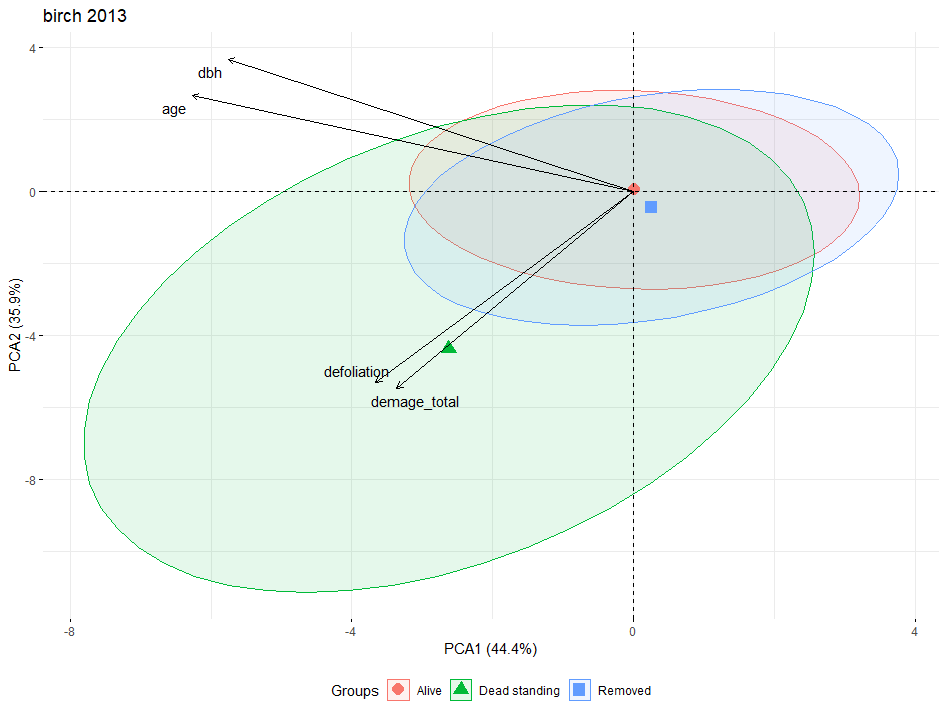 birch 2013
4
dbh
age
0
PCA2 (35.9%)
-4
defoliation
demage_total
-8
-8
-4
0
4
PCA1 (44.4%)
Groups Alive Dead standing Removed